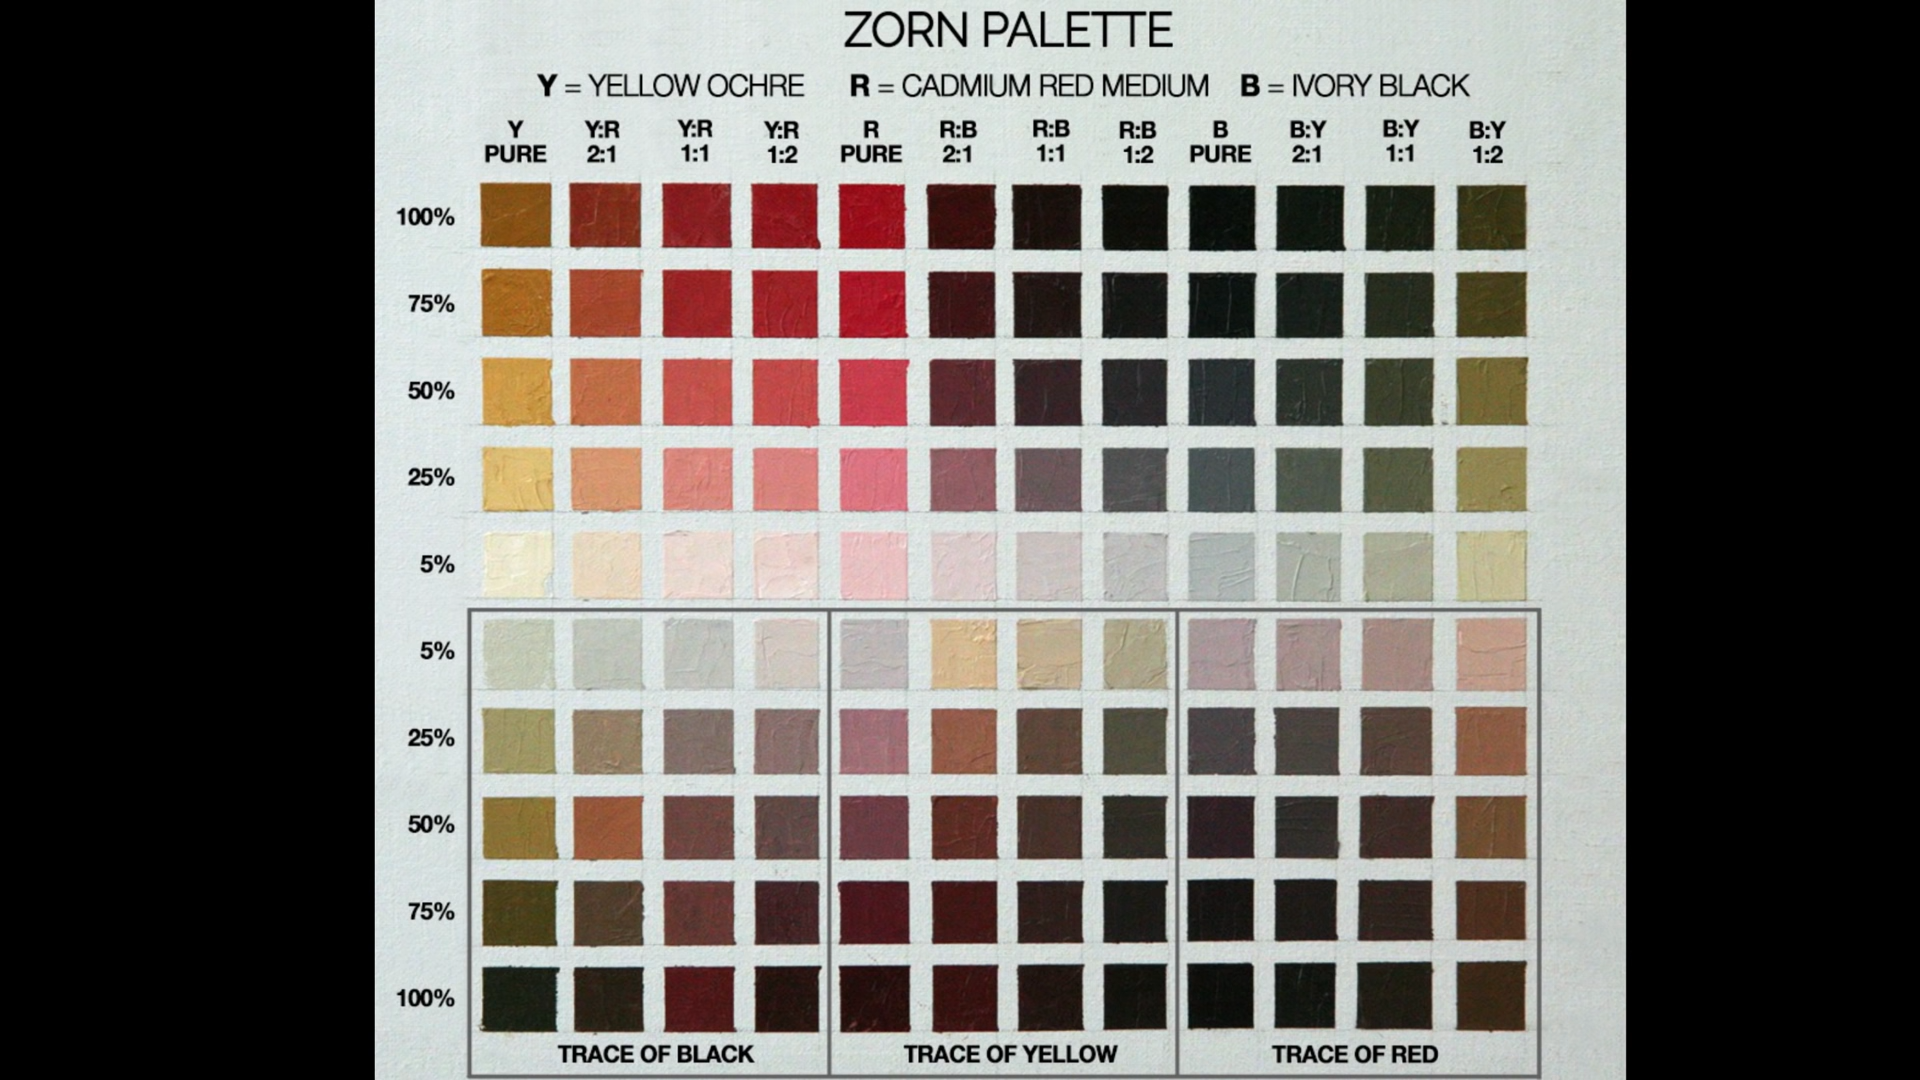 ZORN PALETTE
Y = YELLOW OCHRE R = CADMIUM RED MEDIUM B = IVORY BLACK
Y Y:R Y:R Y:R R R:B R:B R:B B B:Y B:Y B:Y
PURE 2:1 1:1 1:2 PURE 2:1 1:1 1:2 PURE 2:1 1:1 1:2
100%
75%
50%
25%
5%
5%
25%
50%
75%
100%
TRACE OF BLACK TRACE OF YELLOW TRACE OF RED